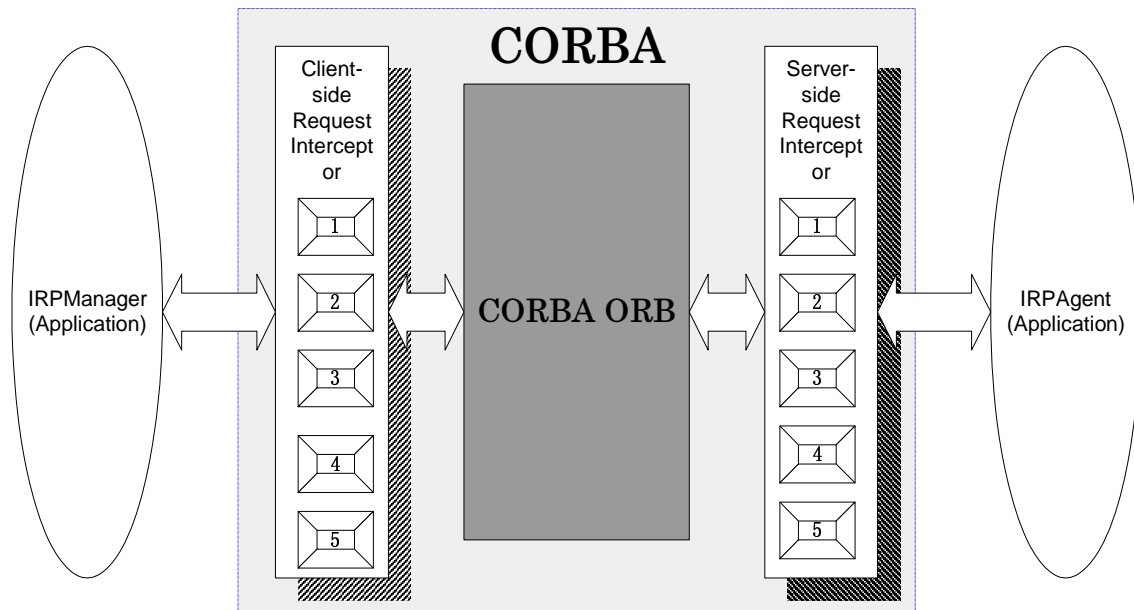 CORBA
Client-
side
Request
Intercept
or
1
2
3
4
5
Server-
side
Request
Intercept
or
1
2
3
4
5
IRPManager
(Application)
CORBA ORB
IRPAgent
(Application)